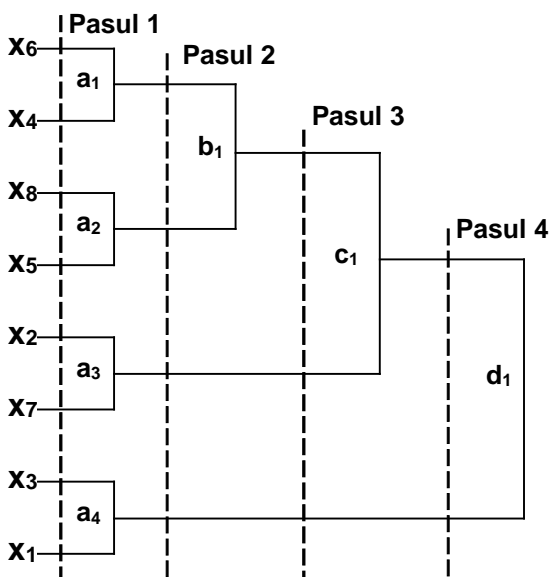 Pasul 1
x₆
a₁
Pasul 2
x₄
b₁
Pasul 3
x₈
a₂
c₁
Pasul 4
x₅
x₂
a₃
d₁
x₇
x₃
a₄
x₁